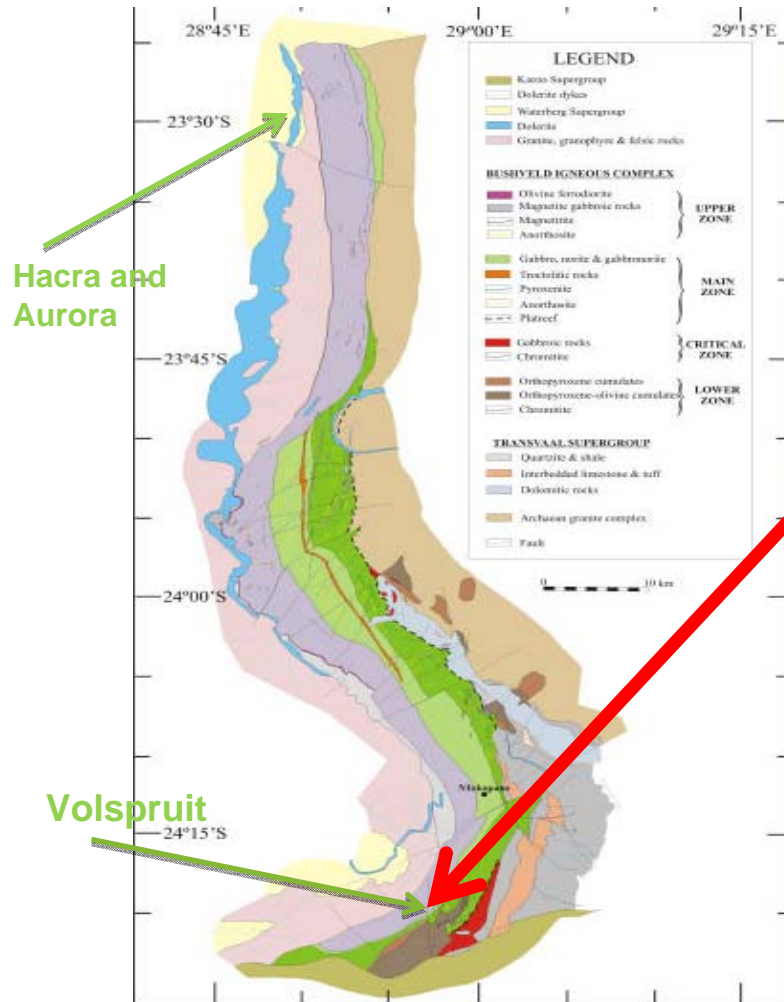 28°45'E
29°00'E
29°15'E
23°30'S
23°45'S
24°00'S
24°15'S
Hacra and
Aurora
Volspruit
LEGEND
Karoo Supergroup
Dolerite dykes
Waterberg Supergroup
Dolerite
Granite, granophyre & felsic rocks
BUSHVELD IGNEOUS COMPLEX
Olivine ferrodiorite
Magnetite gabbroic rocks
Magnetitite
Anorthosite
UPPER
ZONE
Gabbro, norite & gabbronorite
Troctolitic rocks
Pyroxenite
Anorthosite
Platreef
MAIN
ZONE
Gabbroic rocks
Chromitite
CRITICAL
ZONE
Orthopyroxene cumulates
Orthopyroxene-olivine cumulates
Chromitite
LOWER
ZONE
TRANSVAAL SUPERGROUP
Quartzite & shale
Interbedded limestone & tuff
Dolomitic rocks
Archaean granite complex
Fault
0 10 km